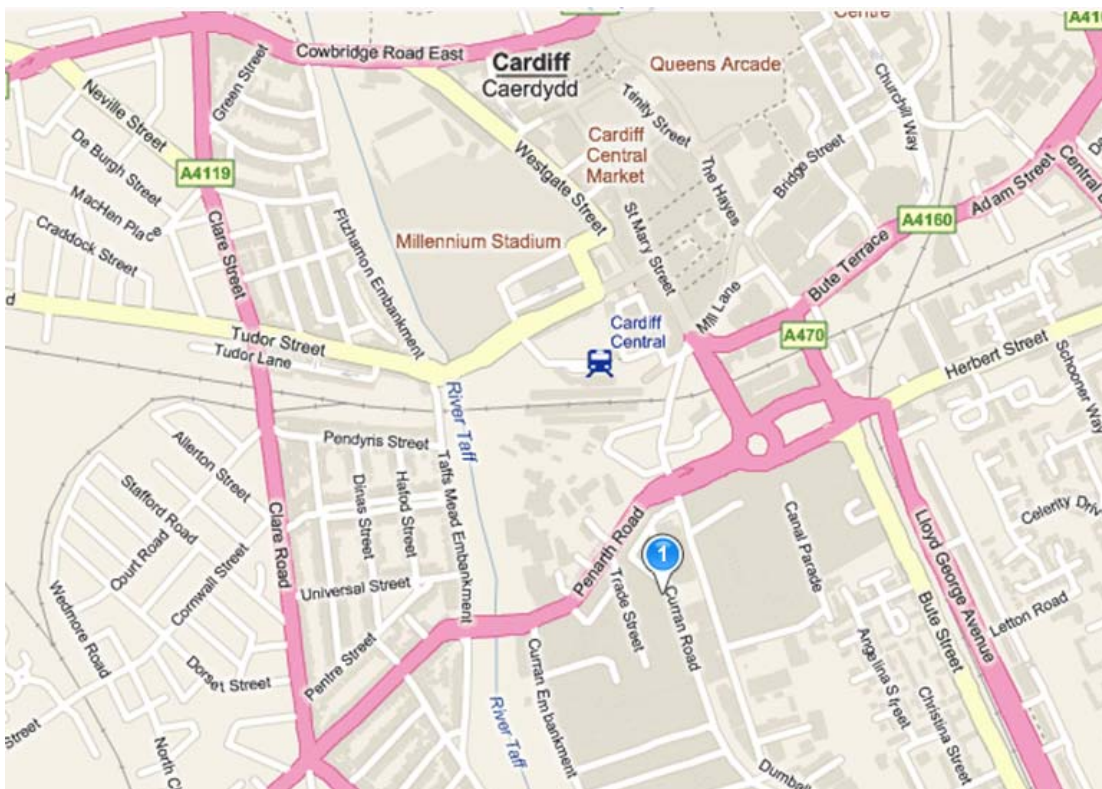 Cowbridge Road East
Cardiff
Caerdydd
Centre
Queens Arcade
Neville Street
Green Street
Churchill Way
Trinity Street
De Burgh Street
Cardiff
Central
Market
Westgate Street
Bridge Street
The Hayes
A4119
MacHen Place
Adam Street
Central
A4160
Craddock Street
Clare Street
Fitzhamon Embankment
Millennium Stadium
St Mary Street
Bute Terrace
Mill Lane
Tudor Street
Tudor Lane
Cardiff
Central
A470
Herbert Street
Schooner Way
River Taff
Pendyris Street
Allerton Street
Stafford Road
Court Road
Cornwall Street
Clare Road
Dinas Street
Hafod Street
Taffs Mead Embankment
Celerity Driv
Canal Parade
Lloyd George Avenue
1
Penarth Road
Universal Street
Trade Street
Curran Road
Wedmore Road
Letton Road
Bute Street
Angelina Street
Christina Street
Pentre Street
Dorset Street
Curran Embankment
River Taff
Street
North Cl
Dumball